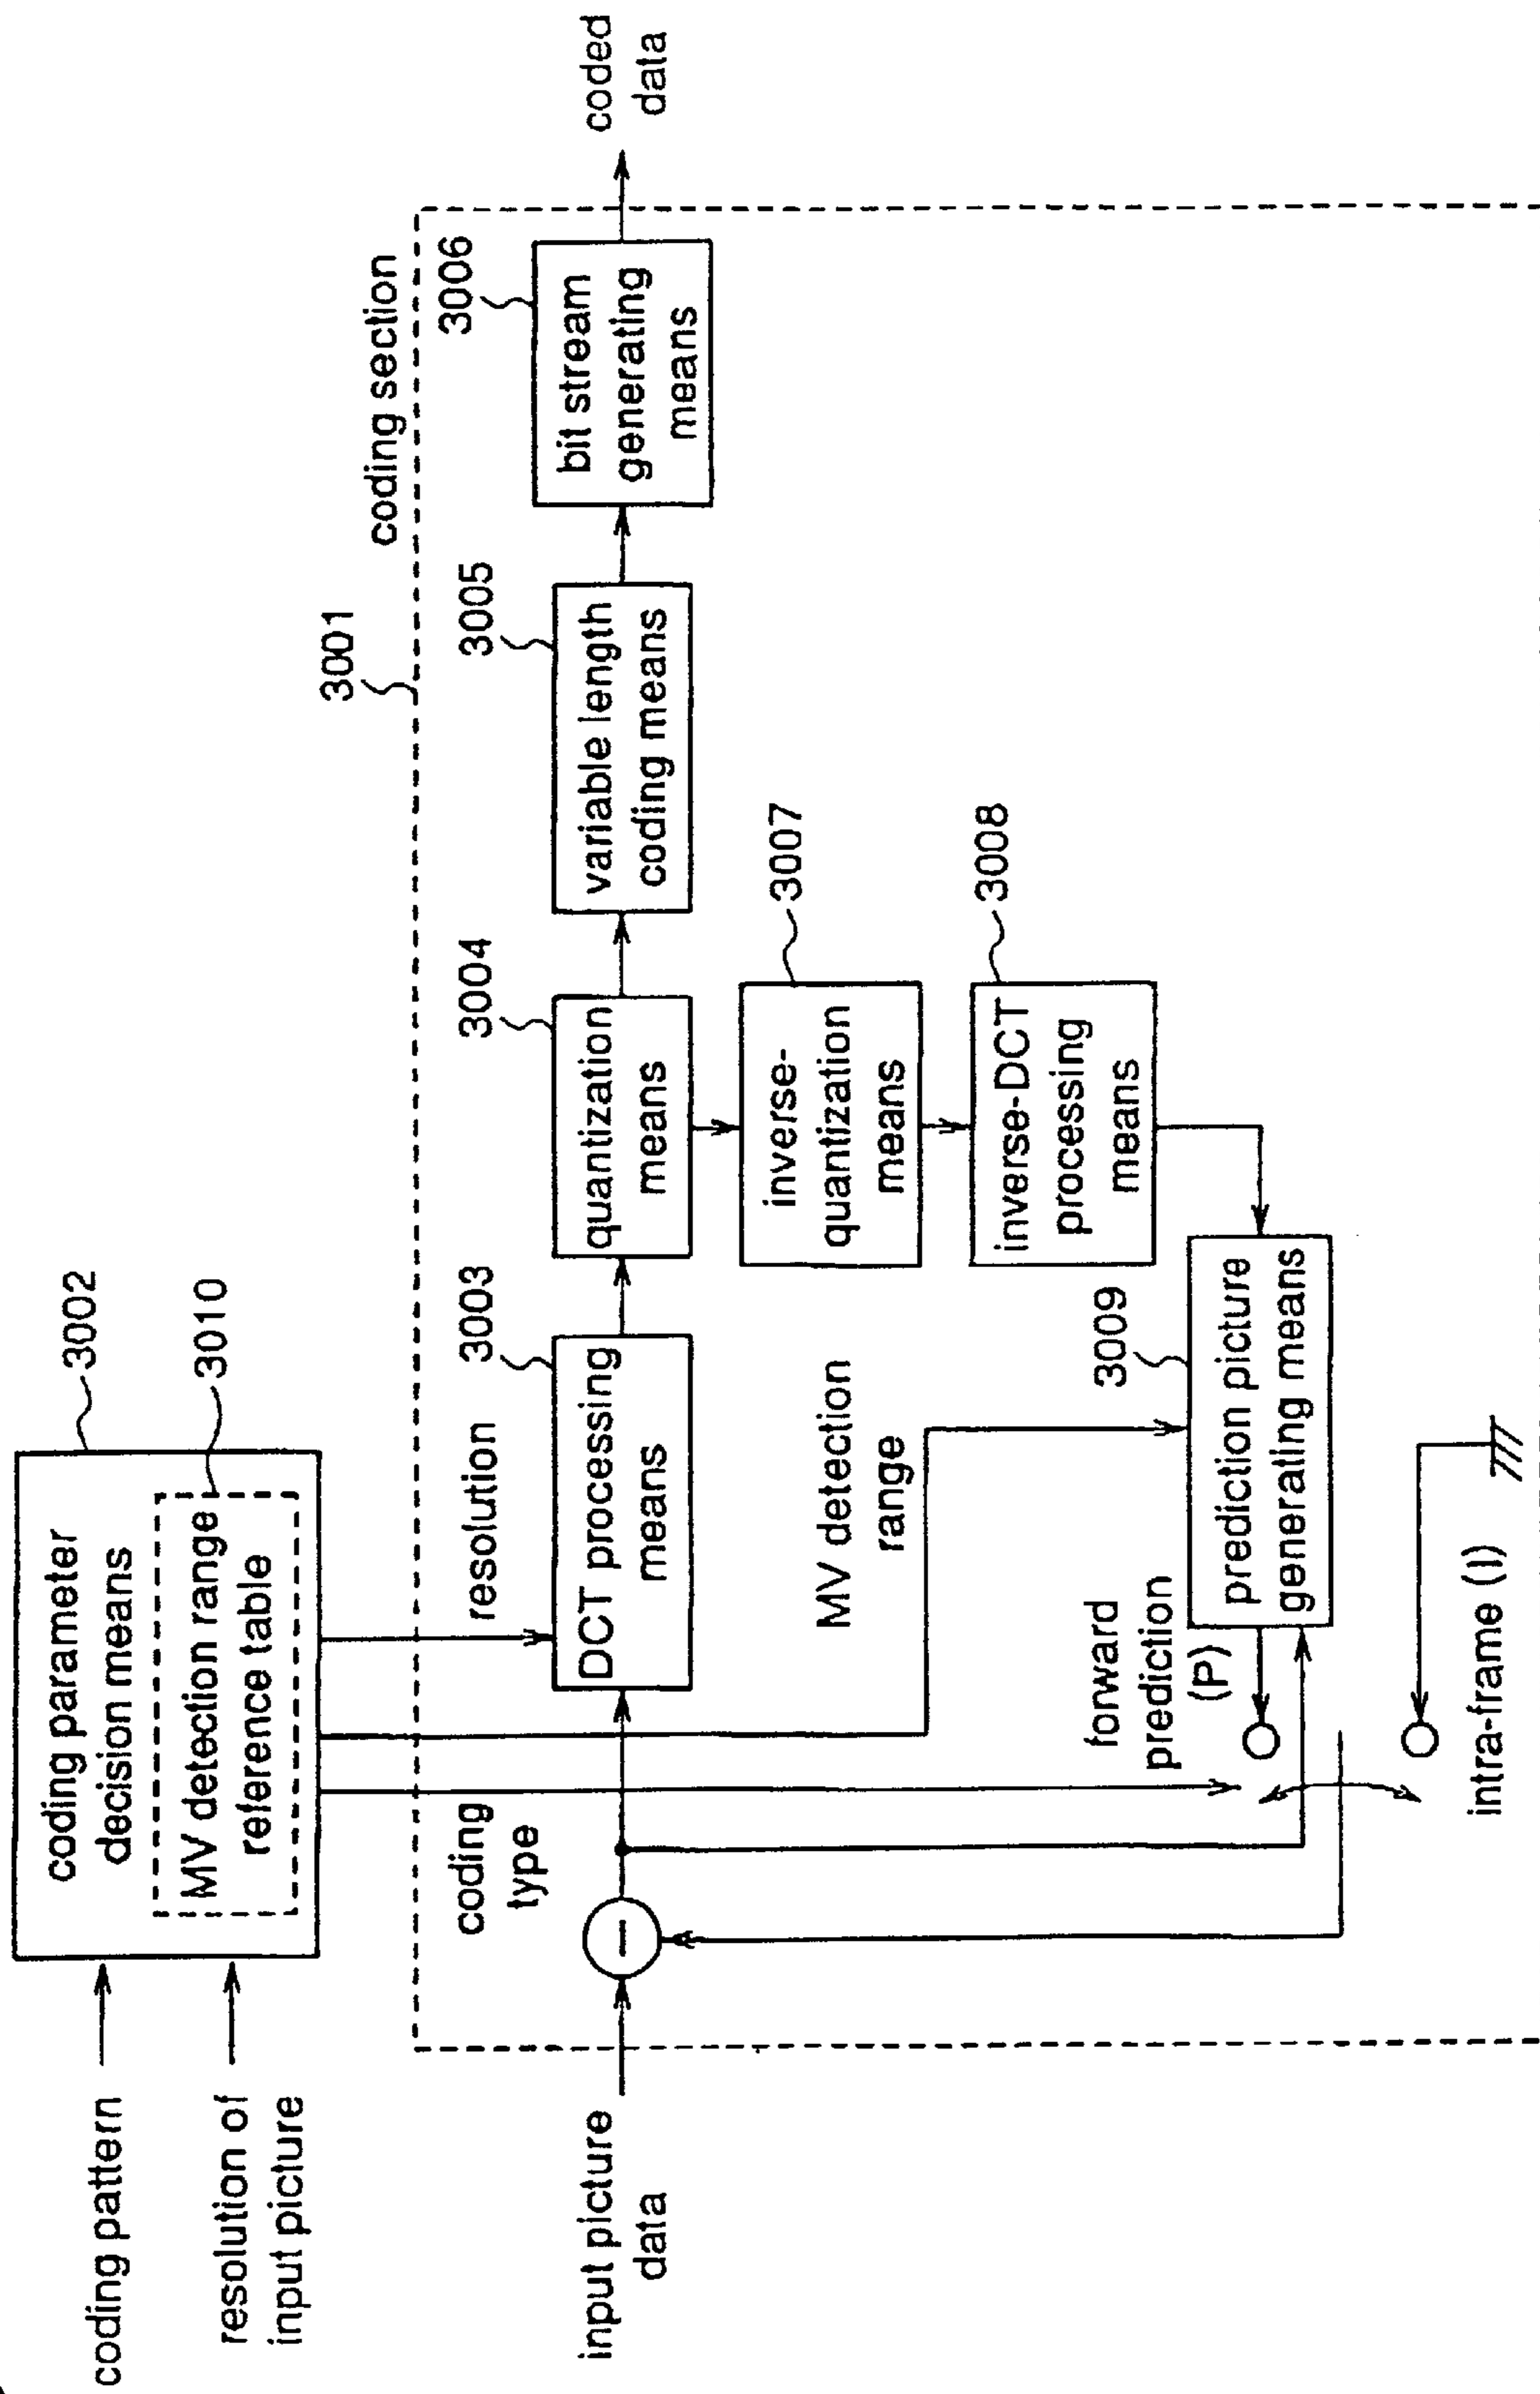 coding pattern
resolution of
input picture
coding parameter
decision means
MV detection range
reference table
3002
3010
3001
coding section
input picture
data
coding
type
resolution
DCT processing
means
3003
quantization
means
3004
variable length
coding means
3005
bit stream
generating
means
3006
coded
data
inverse-
quantization
means
3007
inverse-DCT
processing
means
3008
MV detection
range
3009
prediction picture
generating means
forward
prediction
(P)
intra-frame (I)